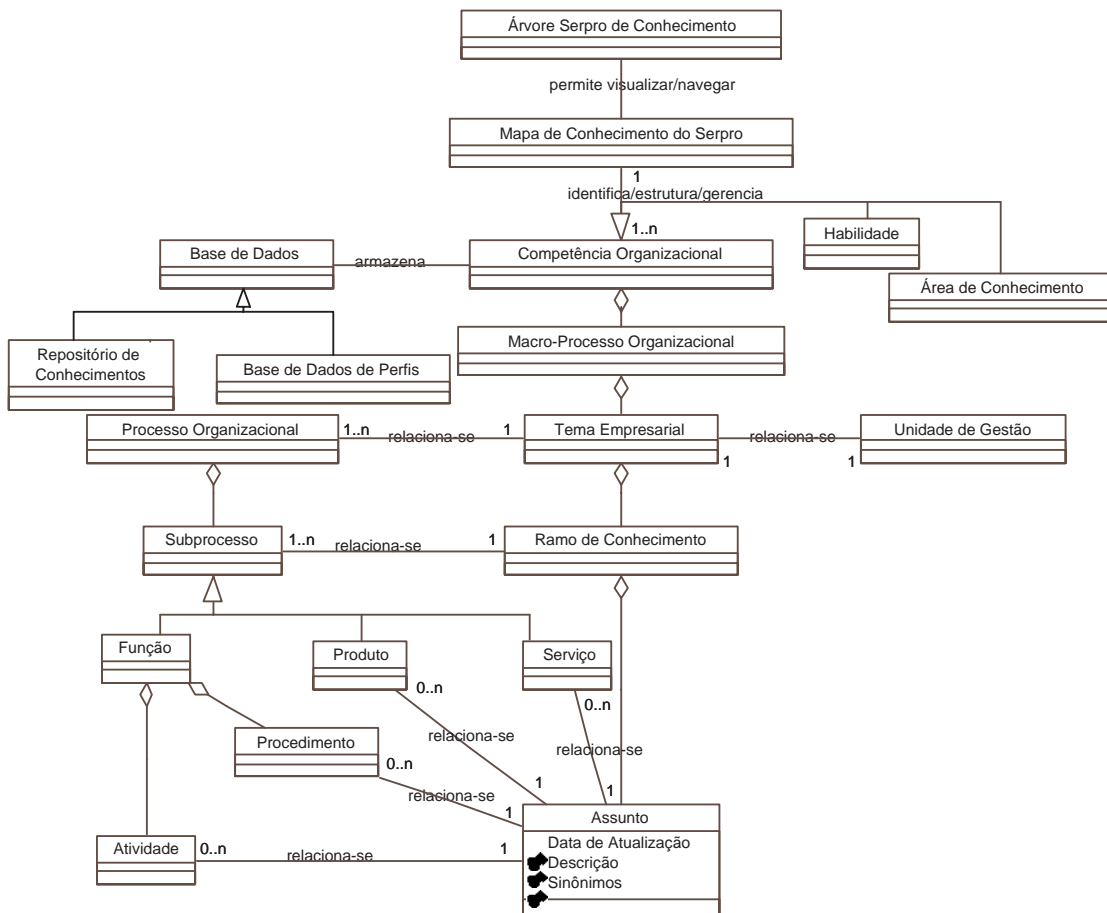 Árvore Serpro de Conhecimento
permite visualizar/navegar
Mapa de Conhecimento do Serpro
1
identifica/estrutura/gerencia
1..n
Habilidade
Base de Dados
armazena
Competência Organizacional
Área de Conhecimento
Macro-Processo Organizacional
Repositório de
Conhecimentos
Base de Dados de Perfis
Processo Organizacional
1..n
relaciona-se
1
Tema Empresarial
1
relaciona-se
1
Unidade de Gestão
Subprocesso
1..n
relaciona-se
1
Ramo de Conhecimento
Função
Produto
Serviço
0..n
0..n
Procedimento
relaciona-se
relaciona-se
0..n
relaciona-se
1
1
1
Assunto
Data de Atualização
Descrição
Sinônimos
Atividade
0..n
relaciona-se
1